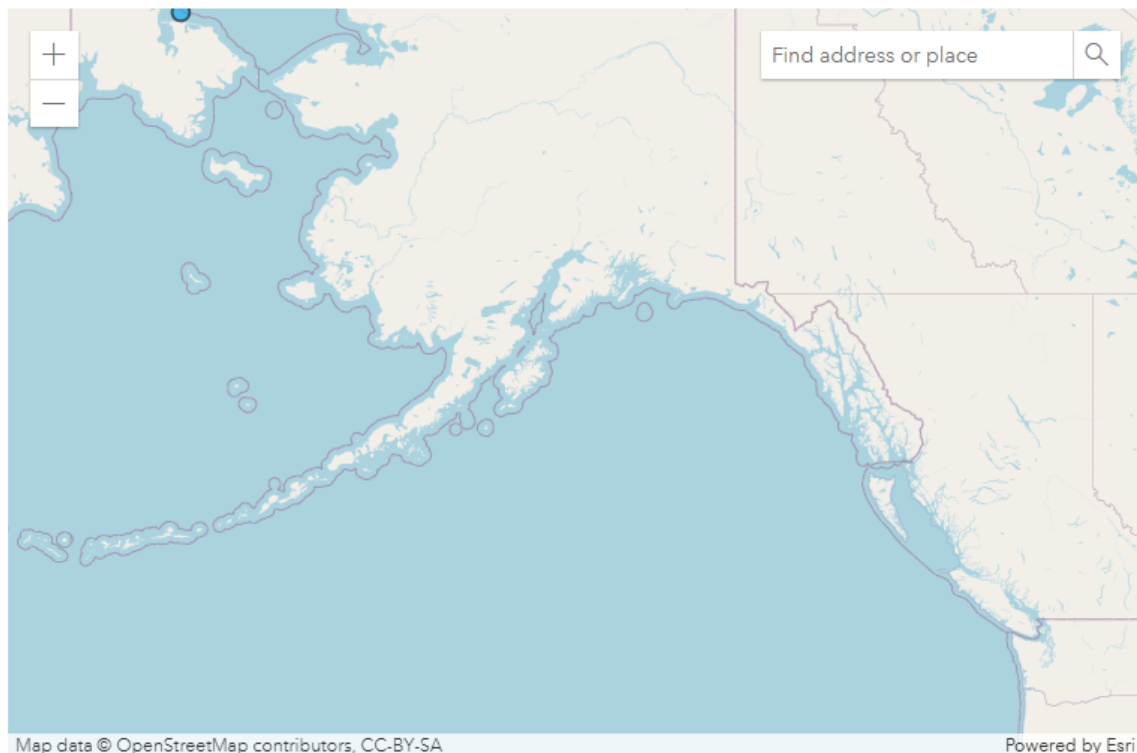 +
Find address or place
−
Map data © OpenStreetMap contributors, CC-BY-SA
Powered by Esri